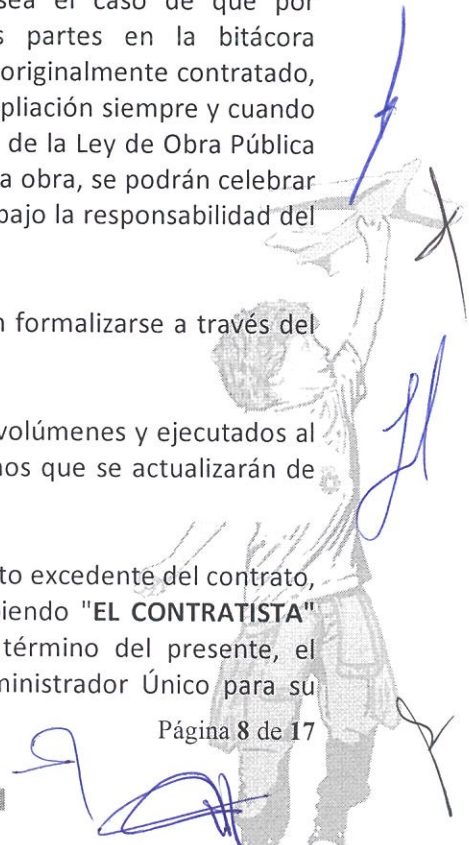 sea el caso de que por
partes en la bitácora
originalmente contratado,
pliación siempre y cuando
de la Ley de Obra Pública
a obra, se podrán celebrar
bajo la responsabilidad del
formalizarse a través del
volúmenes y ejecutados al
nos que se actualizarán de
to excedente del contrato,
iendo "EL CONTRATISTA"
término del presente, el
ministrador Único para su
Página 8 de 17